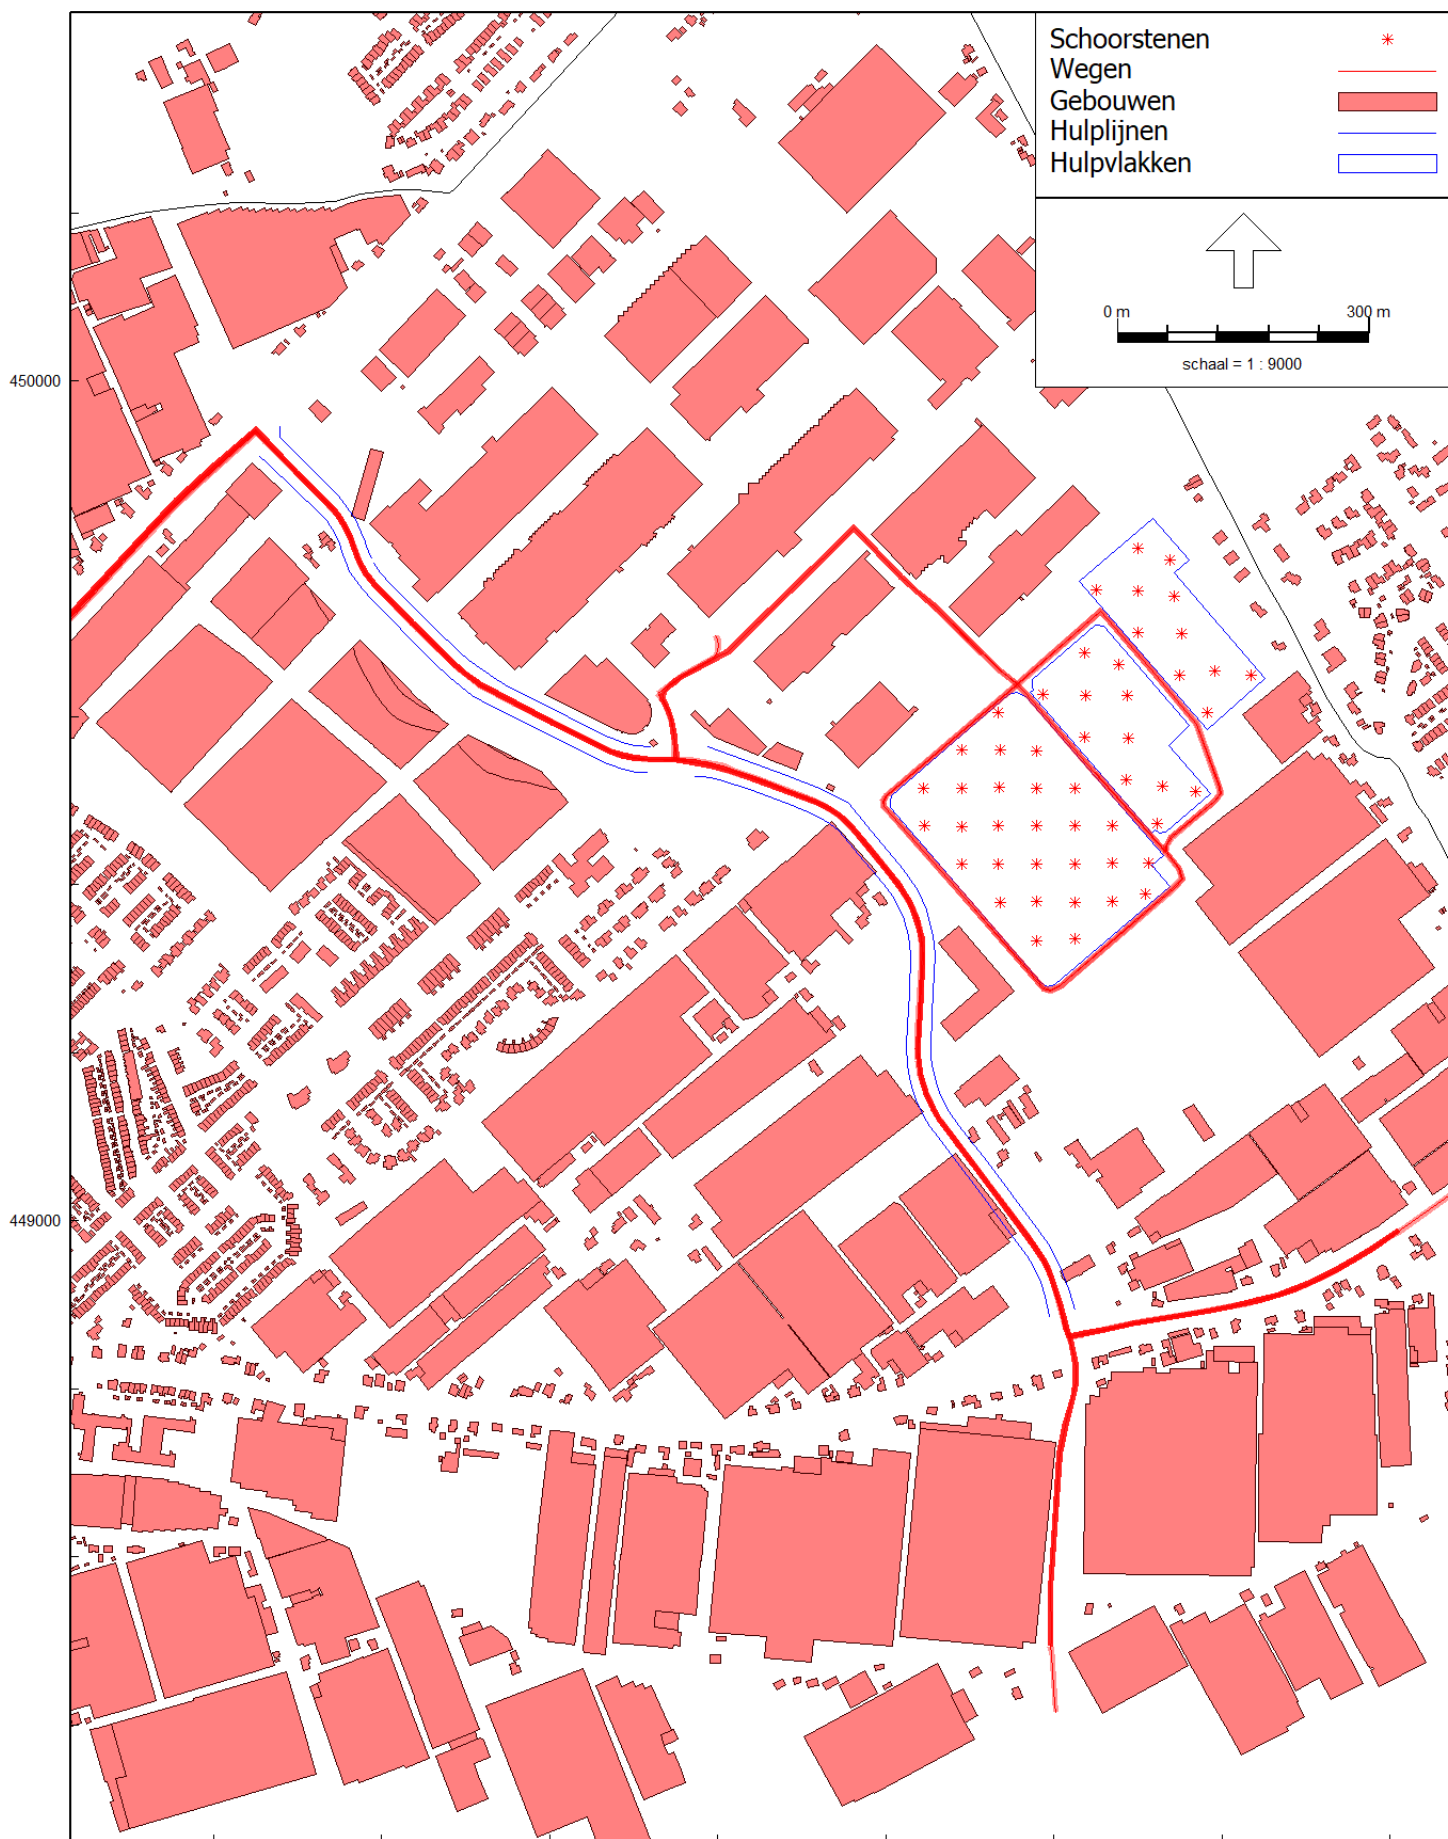 Schoorstenen
Wegen
Gebouwen
Hulplijnen
Hulpvlakken
0 m 300 m
schaal = 1 : 9000
450000
449000